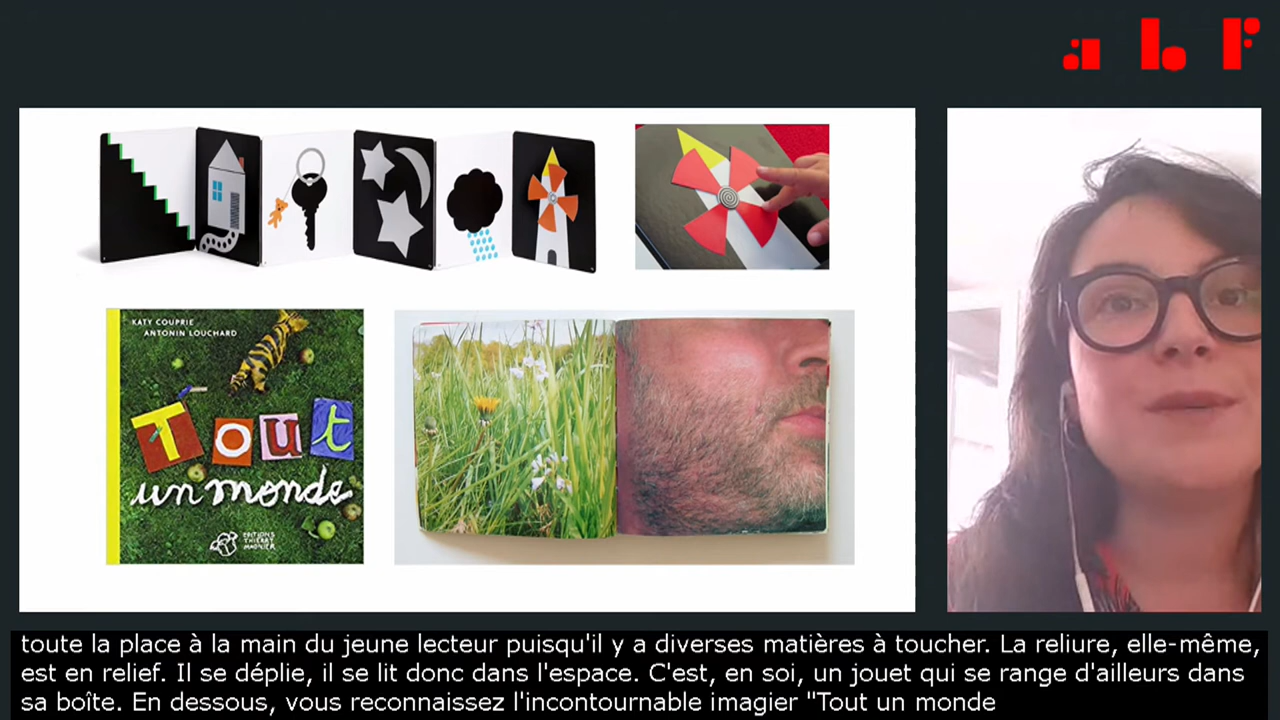 abf
KATY COUPRIE
ANTONIN LOUCHARD
Tout
un monde
EDITIONS
THIERRY
MAGNIER
toute la place à la main du jeune lecteur puisqu'il y a diverses matières à toucher. La reliure, elle-même,
est en relief. Il se déplie, il se lit donc dans l'espace. C'est, en soi, un jouet qui se range d'ailleurs dans
sa boîte. En dessous, vous reconnaissez l'incontournable imagier "Tout un monde